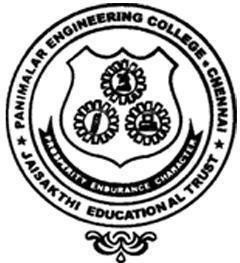 PANIMALAR ENGINEERING COLLEGE • CHENNAI
PROSPERITY ENDURANCE CHARACTER
★ JAISAKTHI EDUCATIONAL TRUST ★